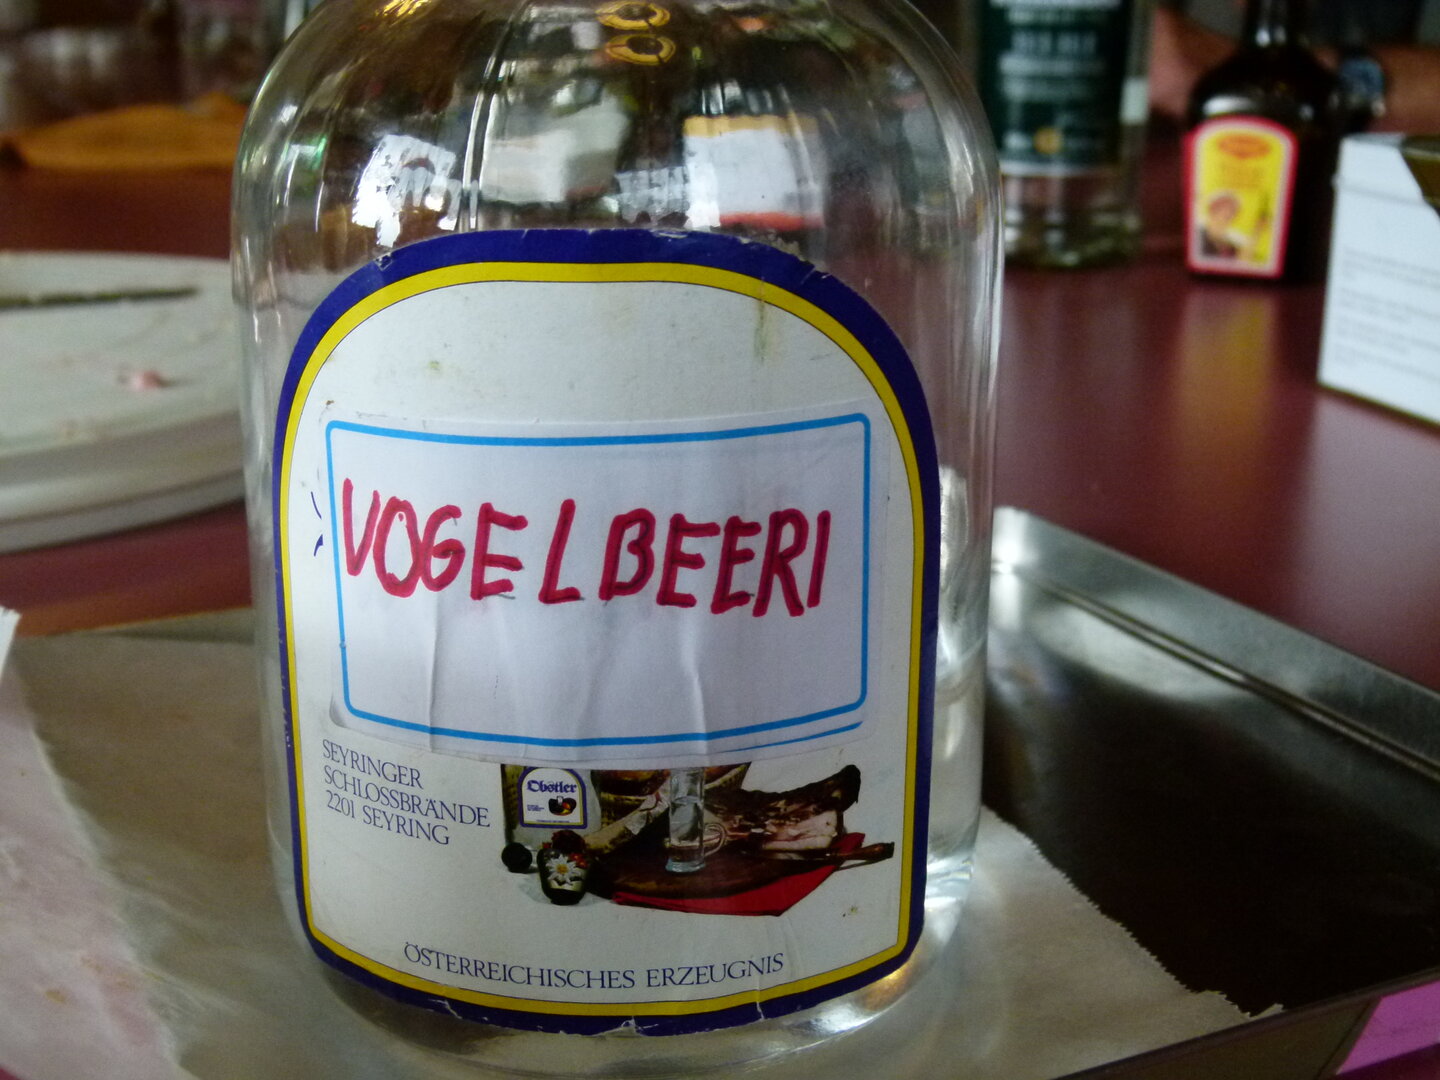 VOGELBEERI
SEYRINGER
SCHLOSSBRÄNDE
2201 SEYRING
Obstler
ÖSTERREICHISCHES ERZEUGNIS